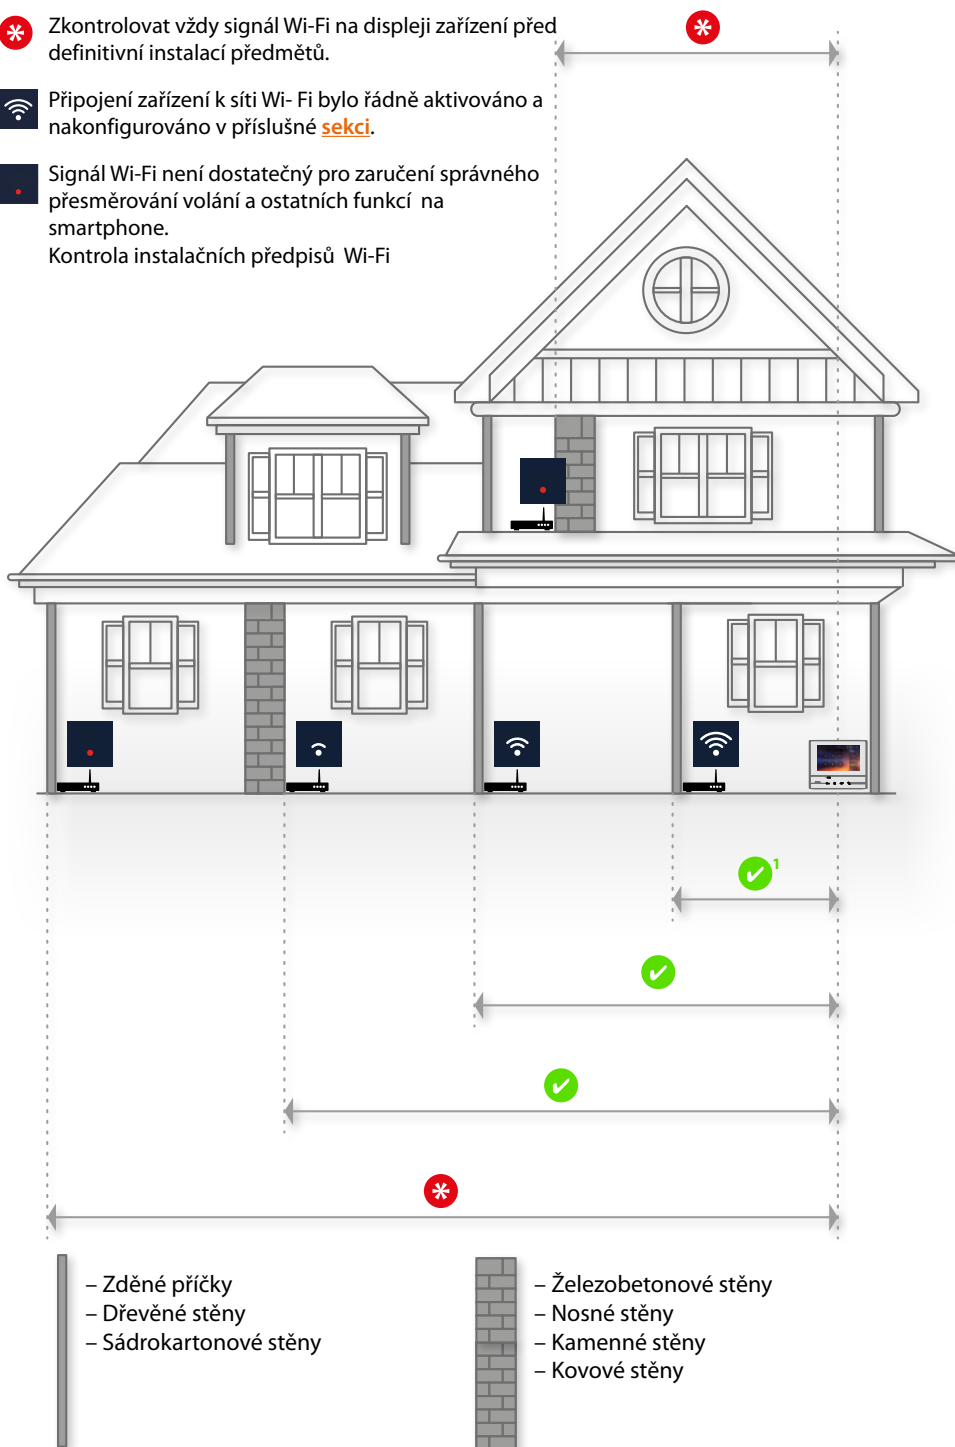 Zkontrolovat vždy signál Wi-Fi na displeji zařízení před
definitivní instalací předmětů.
Připojení zařízení k síti Wi- Fi bylo řádně aktivováno a
nakonfigurováno v příslušné sekci.
Signál Wi-Fi není dostatečný pro zaručení správného
přesměrování volání a ostatních funkcí na
smartphone.
Kontrola instalačních předpisů Wi-Fi
1
– Zděné příčky
– Dřevěné stěny
– Sádrokartonové stěny
– Železobetonové stěny
– Nosné stěny
– Kamenné stěny
– Kovové stěny